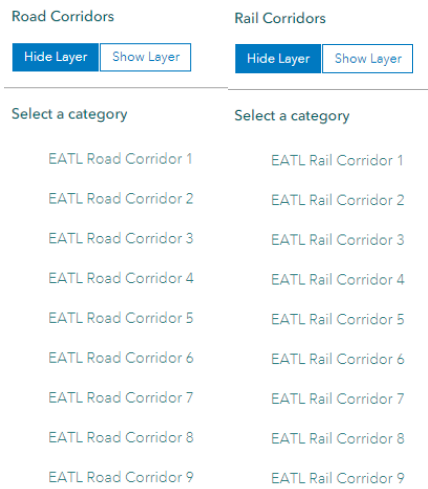 Road Corridors
Hide Layer Show Layer
Select a category
EATL Road Corridor 1
EATL Road Corridor 2
EATL Road Corridor 3
EATL Road Corridor 4
EATL Road Corridor 5
EATL Road Corridor 6
EATL Road Corridor 7
EATL Road Corridor 8
EATL Road Corridor 9
Rail Corridors
Hide Layer Show Layer
Select a category
EATL Rail Corridor 1
EATL Rail Corridor 2
EATL Rail Corridor 3
EATL Rail Corridor 4
EATL Rail Corridor 5
EATL Rail Corridor 6
EATL Rail Corridor 7
EATL Rail Corridor 8
EATL Rail Corridor 9